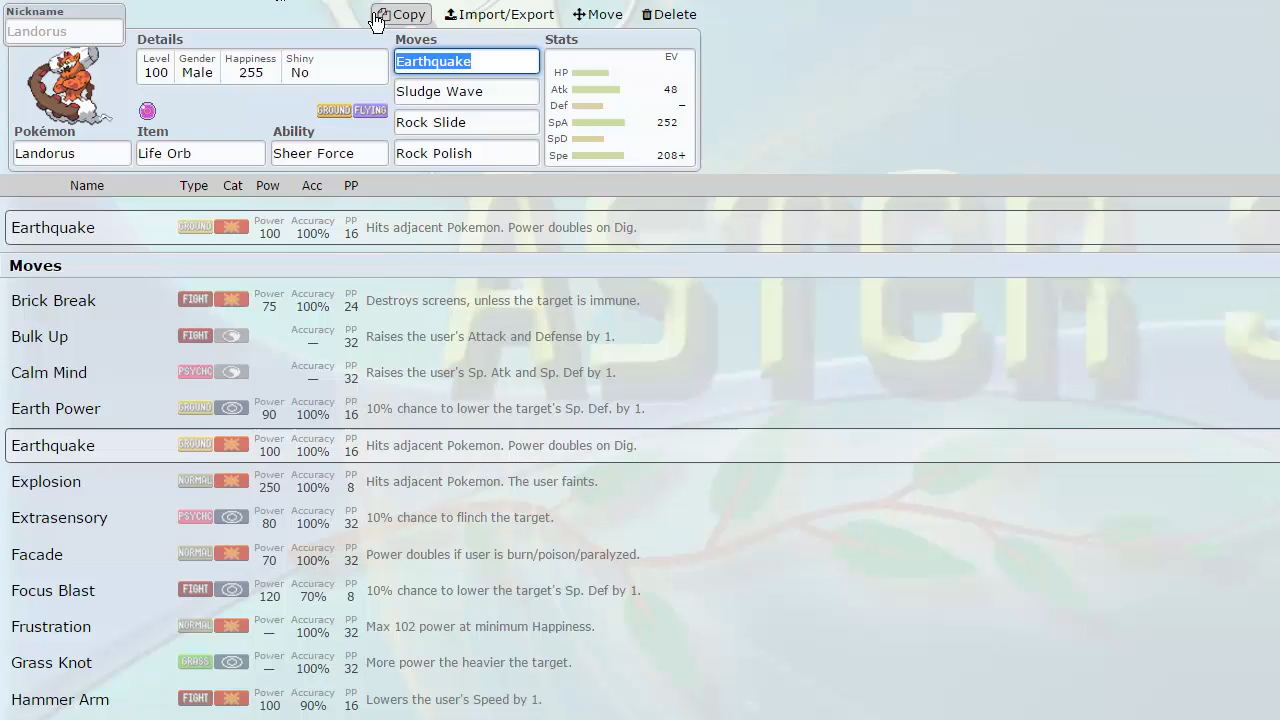 Nickname
Landorus
Copy Import/Export Move Delete
Details
Level Gender Happiness Shiny
100 Male 255 No
GROUND FLYING
Pokémon Item Ability
Landorus Life Orb Sheer Force
Moves
Earthquake
Sludge Wave
Rock Slide
Rock Polish
Stats
EV
HP
Atk 48
Def –
SpA 252
SpD
Spe 208+
Name Type Cat Pow Acc PP
Earthquake GROUND Power 100 Accuracy 100% PP 16 Hits adjacent Pokemon. Power doubles on Dig.
Moves
Brick Break FIGHT Power 75 Accuracy 100% PP 24 Destroys screens, unless the target is immune.
Bulk Up FIGHT Accuracy — PP 32 Raises the user's Attack and Defense by 1.
Calm Mind PSYCHC Accuracy — PP 32 Raises the user's Sp. Atk and Sp. Def by 1.
Earth Power GROUND Power 90 Accuracy 100% PP 16 10% chance to lower the target's Sp. Def. by 1.
Earthquake GROUND Power 100 Accuracy 100% PP 16 Hits adjacent Pokemon. Power doubles on Dig.
Explosion NORMAL Power 250 Accuracy 100% PP 8 Hits adjacent Pokemon. The user faints.
Extrasensory PSYCHC Power 80 Accuracy 100% PP 32 10% chance to flinch the target.
Facade NORMAL Power 70 Accuracy 100% PP 32 Power doubles if user is burn/poison/paralyzed.
Focus Blast FIGHT Power 120 Accuracy 70% PP 8 10% chance to lower the target's Sp. Def by 1.
Frustration NORMAL Power — Accuracy 100% PP 32 Max 102 power at minimum Happiness.
Grass Knot GRASS Power — Accuracy 100% PP 32 More power the heavier the target.
Hammer Arm FIGHT Power 100 Accuracy 90% PP 16 Lowers the user's Speed by 1.